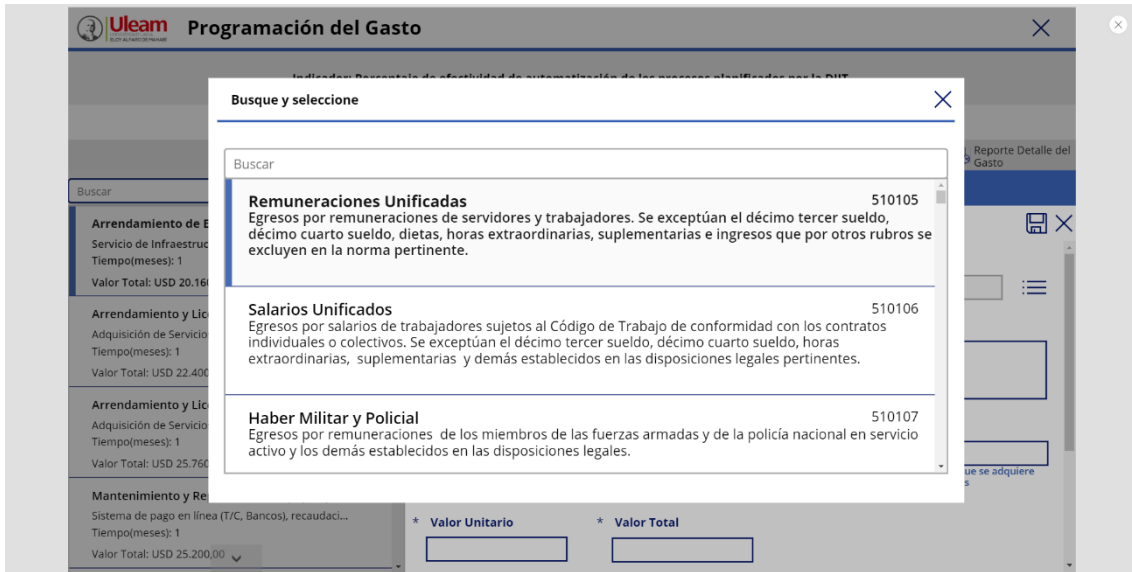 Uleam
Programación del Gasto
Busque y seleccione
Buscar
Remuneraciones Unificadas 510105
Egresos por remuneraciones de servidores y trabajadores. Se exceptúan el décimo tercer sueldo,
décimo cuarto sueldo, dietas, horas extraordinarias, suplementarias e ingresos que por otros rubros se
excluyen en la norma pertinente.
Salarios Unificados 510106
Egresos por salarios de trabajadores sujetos al Código de Trabajo de conformidad con los contratos
individuales o colectivos. Se exceptúan el décimo tercer sueldo, décimo cuarto sueldo, horas
extraordinarias, suplementarias y demás establecidos en las disposiciones legales pertinentes.
Haber Militar y Policial 510107
Egresos por remuneraciones de los miembros de las fuerzas armadas y de la policía nacional en servicio
activo y los demás establecidos en las disposiciones legales.
Reporte Detalle del
Gasto
Buscar
Arrendamiento de
Servicio de
Tiempo(meses): 1
Valor Total: USD
Arrendamiento y
Adquisición de Servicio
Tiempo(meses): 1
Valor Total: USD 22.400
Arrendamiento y
Adquisición de Servicio
Tiempo(meses): 1
Valor Total: USD 25.760
Mantenimiento y
Sistema de pago en línea (T/C, Bancos), recaudaci...
Tiempo(meses): 1
Valor Total: USD 25.200,00
que se adquiere
* Valor Unitario
* Valor Total